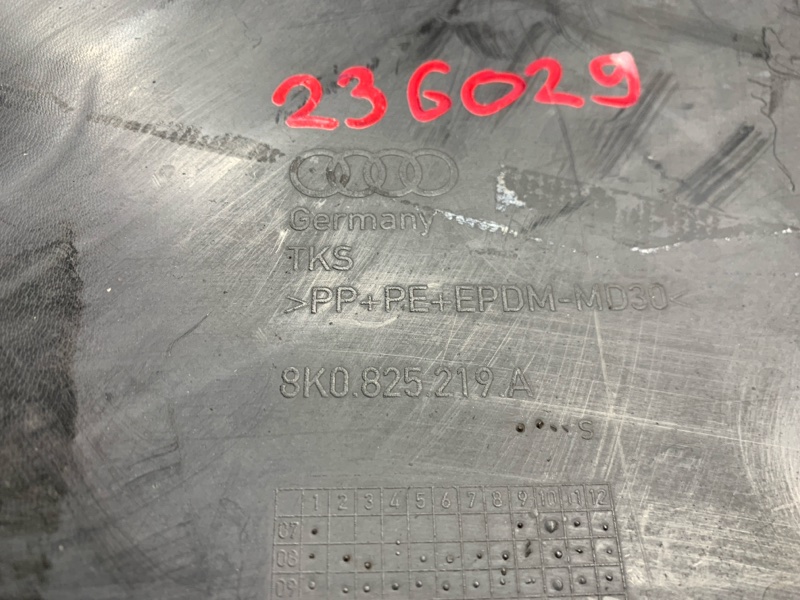 236029
Germany
TKS
>PP+PE+EPDM-MD30<
8K0.825.219.A
S
1 2 3 4 5 6 7 8 9 10 11 12
07
08
09